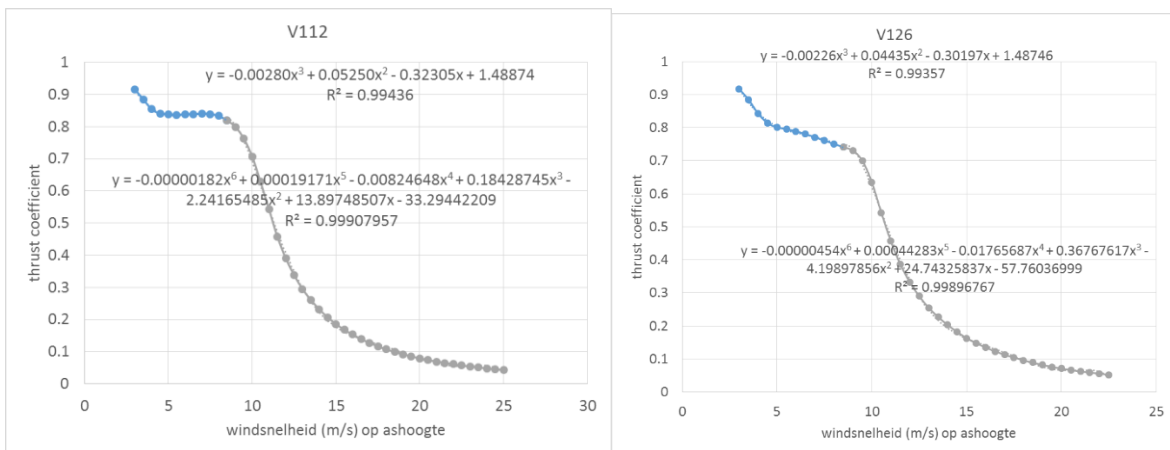 V112
y = -0.00280x³ + 0.05250x² - 0.32305x + 1.48874
R² = 0.99436
y = -0.00000182x⁶ + 0.00019171x⁵ - 0.00824648x⁴ + 0.18428745x³ -
2.24165485x² + 13.89748507x - 33.29442209
R² = 0.99907957
thrust coefficient
1
0.9
0.8
0.7
0.6
0.5
0.4
0.3
0.2
0.1
0
0 5 10 15 20 25 30
windsnelheid (m/s) op ashoogte
V126
y = -0.00226x³ + 0.04435x² - 0.30197x + 1.48746
R² = 0.99357
y = -0.00000454x⁶ + 0.00044283x⁵ - 0.01765687x⁴ + 0.36767617x³ -
4.19897856x² + 24.74325837x - 57.76036999
R² = 0.99896767
thrust coefficient
1
0.9
0.8
0.7
0.6
0.5
0.4
0.3
0.2
0.1
0
0 5 10 15 20 25
windsnelheid (m/s) op ashoogte